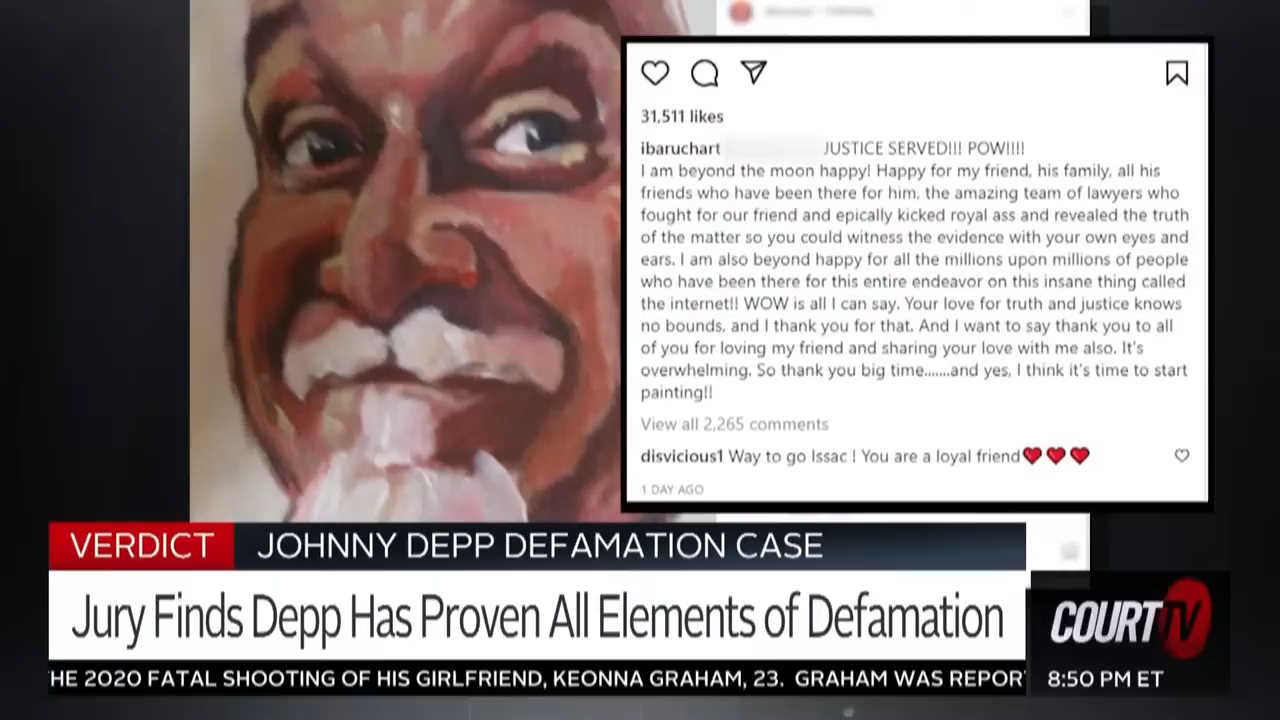 31,511 likes
ibaruchart JUSTICE SERVED!!! POW!!!!
I am beyond the moon happy! Happy for my friend, his family, all his
friends who have been there for him, the amazing team of lawyers who
fought for our friend and epically kicked royal ass and revealed the truth
of the matter so you could witness the evidence with your own eyes and
ears. I am also beyond happy for all the millions upon millions of people
who have been there for this entire endeavor on this insane thing called
the internet!! WOW is all I can say. Your love for truth and justice knows
no bounds, and I thank you for that. And I want to say thank you to all
of you for loving my friend and sharing your love with me also. It's
overwhelming. So thank you big time.......and yes, I think it's time to start
painting!!
View all 2,265 comments
disvicious1 Way to go Issac ! You are a loyal friend❤️❤️❤️
1 DAY AGO
VERDICT JOHNNY DEPP DEFAMATION CASE
Jury Finds Depp Has Proven All Elements of Defamation
COURT TV
HE 2020 FATAL SHOOTING OF HIS GIRLFRIEND, KEONNA GRAHAM, 23. GRAHAM WAS REPOR
8:50 PM ET